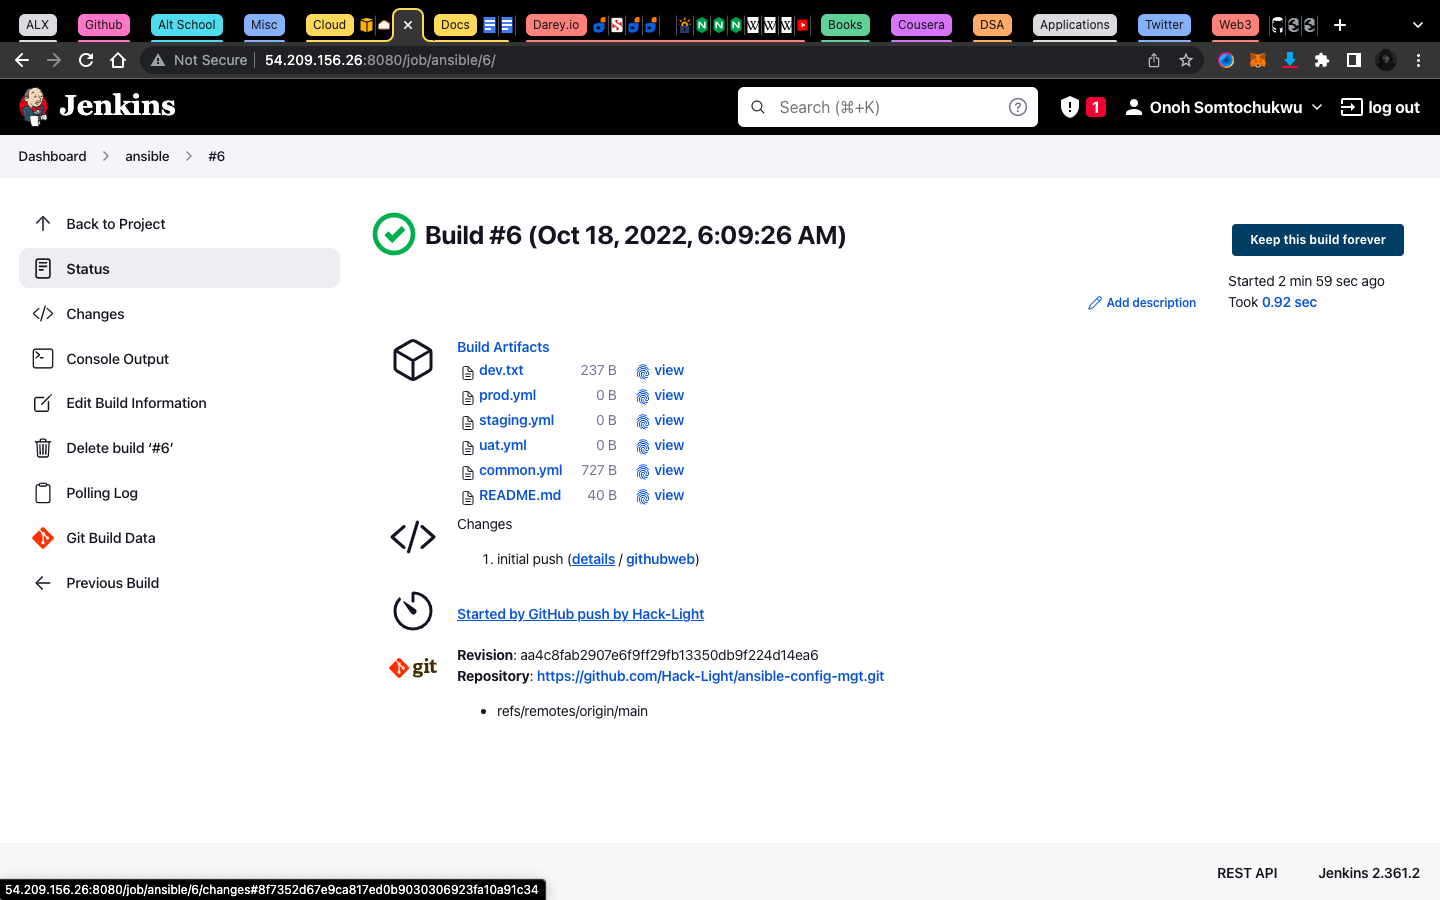 ALX Github Alt School Misc Cloud Docs Darey.io Books Cousera DSA Applications Twitter Web3
Not Secure 54.209.156.26:8080/job/ansible/6/
Jenkins Search (⌘+K) 1 Onoh Somtochukwu log out
Dashboard ansible #6
Back to Project
Status
Changes
Console Output
Edit Build Information
Delete build ‘#6’
Polling Log
Git Build Data
Previous Build
Build #6 (Oct 18, 2022, 6:09:26 AM)
Keep this build forever
Started 2 min 59 sec ago
Add description
Took 0.92 sec
Build Artifacts
dev.txt 237 B view
prod.yml 0 B view
staging.yml 0 B view
uat.yml 0 B view
common.yml 727 B view
README.md 40 B view
Changes
1. initial push (details / githubweb)
Started by GitHub push by Hack-Light
git
Revision: aa4c8fab2907e6f9ff29fb13350db9f224d14ea6
Repository: https://github.com/Hack-Light/ansible-config-mgt.git
• refs/remotes/origin/main
REST API Jenkins 2.361.2
54.209.156.26:8080/job/ansible/6/changes#8f7352d67e9ca817ed0b9030306923fa10a91c34